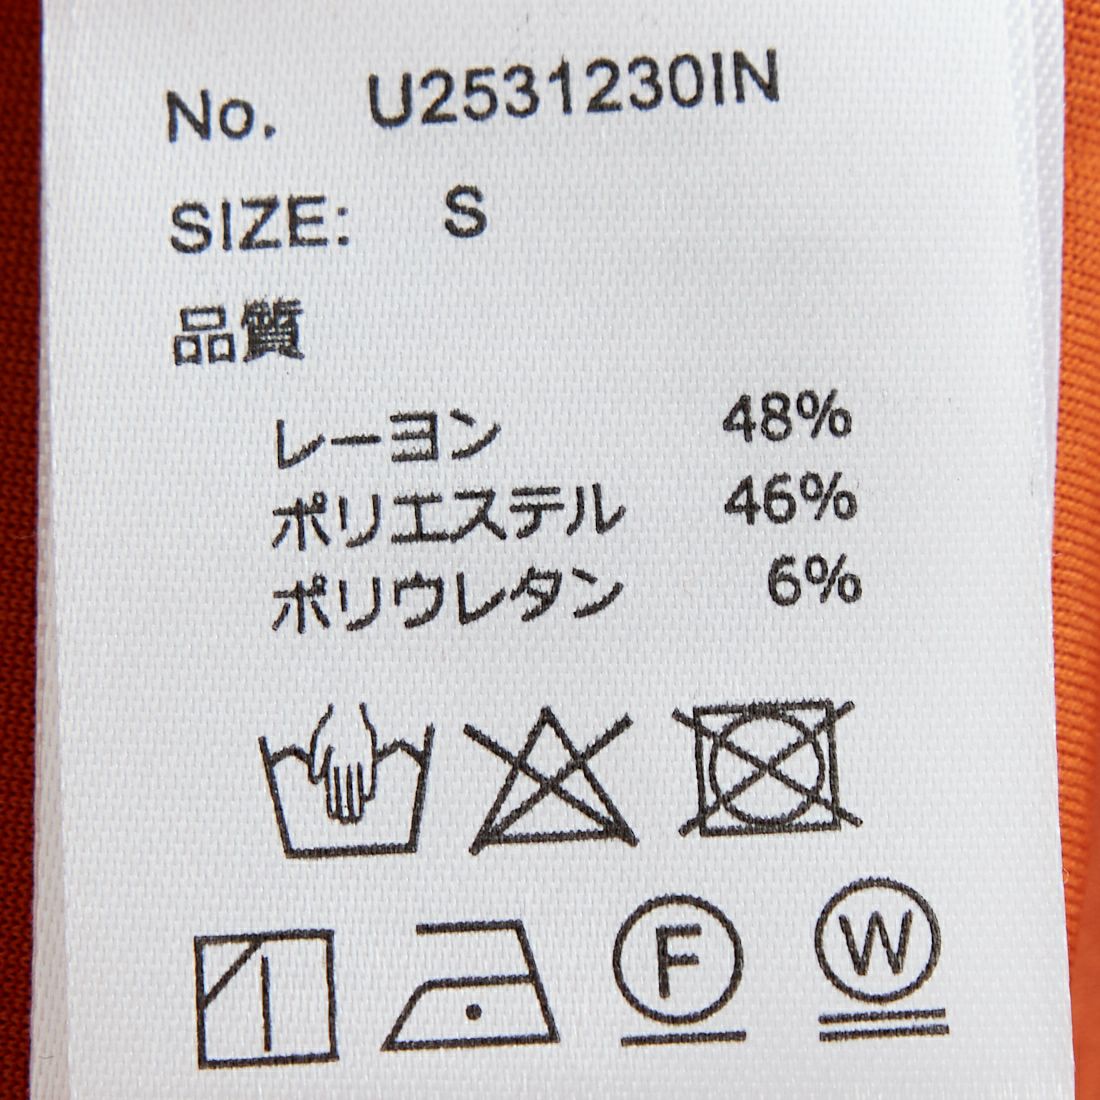 No. U2531230IN
SIZE: S
品質
レーヨン 48%
ポリエステル 46%
ポリウレタン 6%
F W